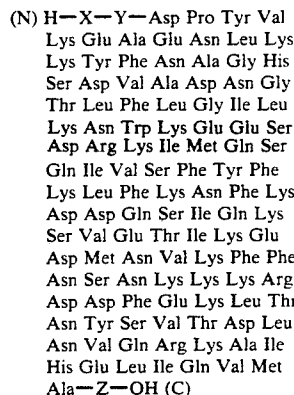 (N) H—X—Y—Asp Pro Tyr Val
Lys Glu Ala Glu Asn Leu Lys
Lys Tyr Phe Asn Ala Gly His
Ser Asp Val Ala Asp Asn Gly
Thr Leu Phe Leu Gly Ile Leu
Lys Asn Trp Lys Glu Glu Ser
Asp Arg Lys Ile Met Gln Ser
Gln Ile Val Ser Phe Tyr Phe
Lys Leu Phe Lys Asn Phe Lys
Asp Asp Gln Ser Ile Gln Lys
Ser Val Glu Thr Ile Lys Glu
Asp Met Asn Val Lys Phe Phe
Asn Ser Asn Lys Lys Lys Arg
Asp Asp Phe Glu Lys Leu Thr
Asn Tyr Ser Val Thr Asp Leu
Asn Val Gln Arg Lys Ala Ile
His Glu Leu Ile Gln Val Met
Ala—Z—OH (C)